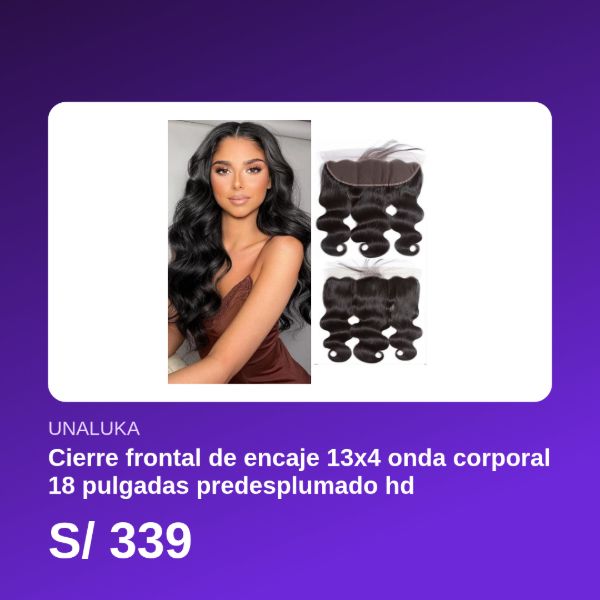 UNALUKA
Cierre frontal de encaje 13x4 onda corporal
18 pulgadas predesplumado hd
S/ 339